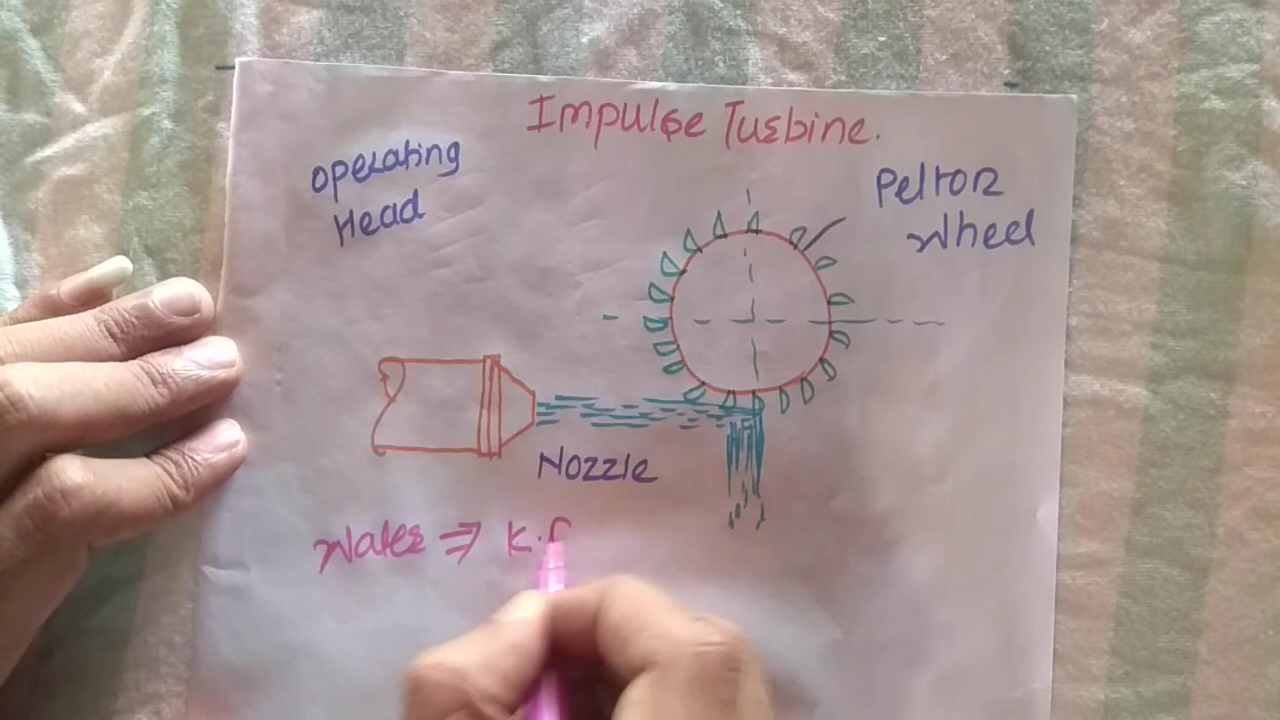 Impulse Turbine.
Operating
Head
Pelton
Wheel
Nozzle
Water ⇒ K.